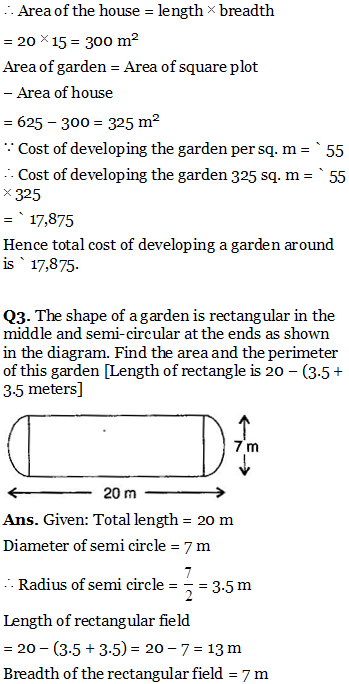 ∴ Area of the house = length × breadth
= 20 × 15 = 300 m²
Area of garden = Area of square plot
– Area of house
= 625 – 300 = 325 m²
∵ Cost of developing the garden per sq. m = ` 55
∴ Cost of developing the garden 325 sq. m = ` 55
× 325
= ` 17,875
Hence total cost of developing a garden around
is ` 17,875.
Q3. The shape of a garden is rectangular in the
middle and semi-circular at the ends as shown
in the diagram. Find the area and the perimeter
of this garden [Length of rectangle is 20 – (3.5 +
3.5 meters]
7 m
20 m
Ans. Given: Total length = 20 m
Diameter of semi circle = 7 m
∴ Radius of semi circle = 7/2 = 3.5 m
Length of rectangular field
= 20 – (3.5 + 3.5) = 20 – 7 = 13 m
Breadth of the rectangular field = 7 m